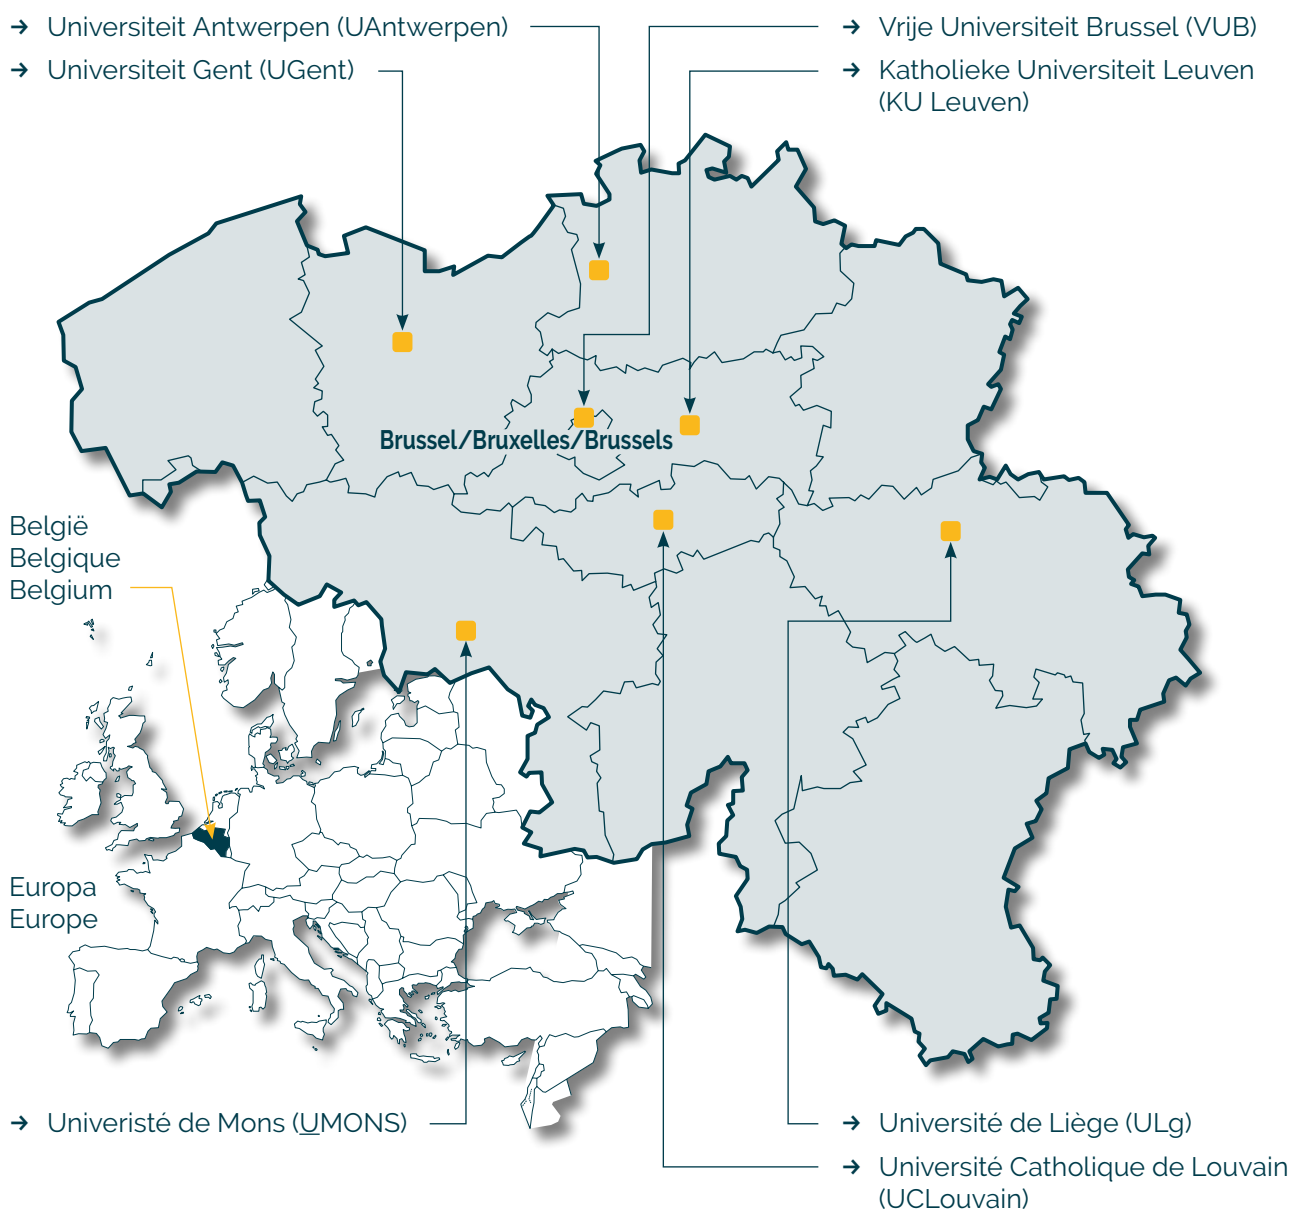 → Universiteit Antwerpen (UAntwerpen)
→ Universiteit Gent (UGent)
→ Vrije Universiteit Brussel (VUB)
→ Katholieke Universiteit Leuven
(KU Leuven)
Brussel/Bruxelles/Brussels
België
Belgique
Belgium
Europa
Europe
→ Univeristé de Mons (UMONS)
→ Université de Liège (ULg)
→ Université Catholique de Louvain
(UCLouvain)